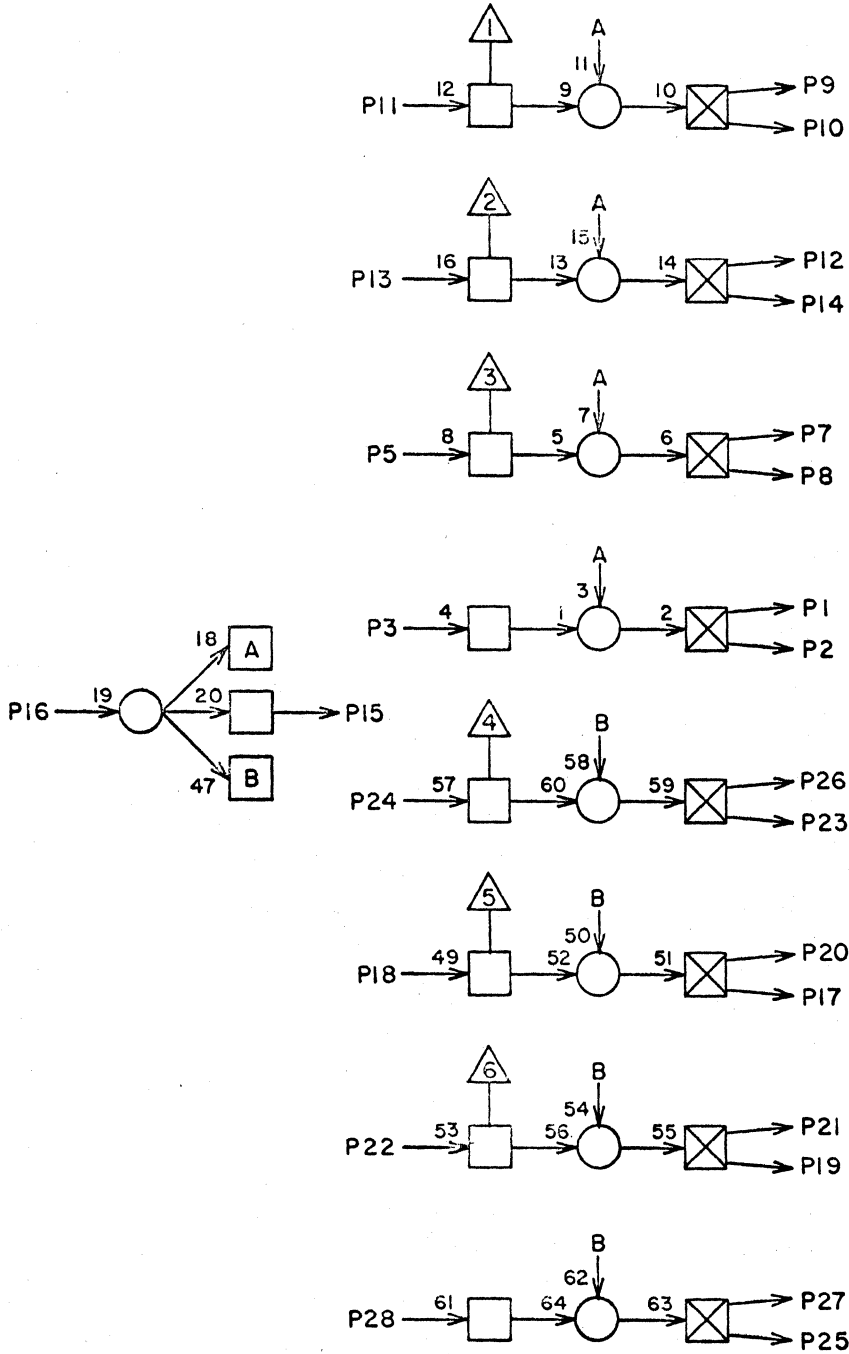 1 A
11
P11 12 9 10 P9
P10
2 A
15
P13 16 13 14 P12
P14
3 A
7
P5 8 5 6 P7
P8
A
3
P3 4 1 2 P1
P2
18 A
P16 19 20 P15
47 B
4 B
58
P24 57 60 59 P26
P23
5 B
50
P18 49 52 51 P20
P17
6 B
54
P22 53 56 55 P21
P19
B
62
P28 61 64 63 P27
P25